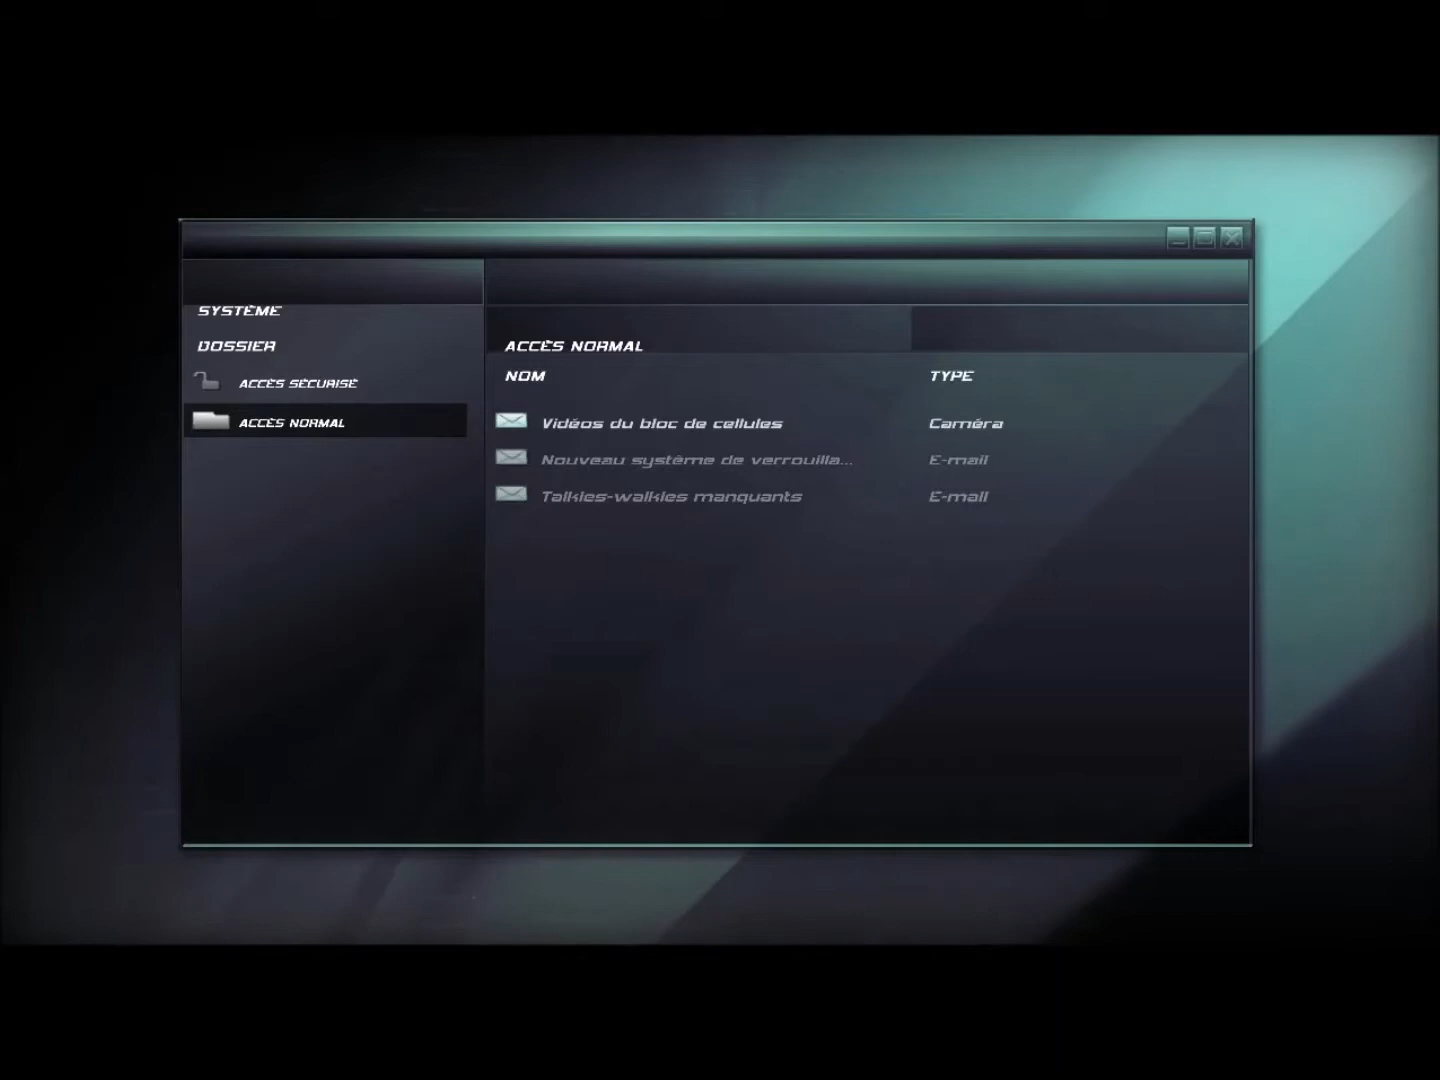 SYSTÈME
DOSSIER
ACCÈS SÉCURISÉ
ACCÈS NORMAL
ACCÈS NORMAL
NOM TYPE
Vidéos du bloc de cellules Caméra
Nouveau système de verrouilla... E-mail
Talkies-walkies manquants E-mail